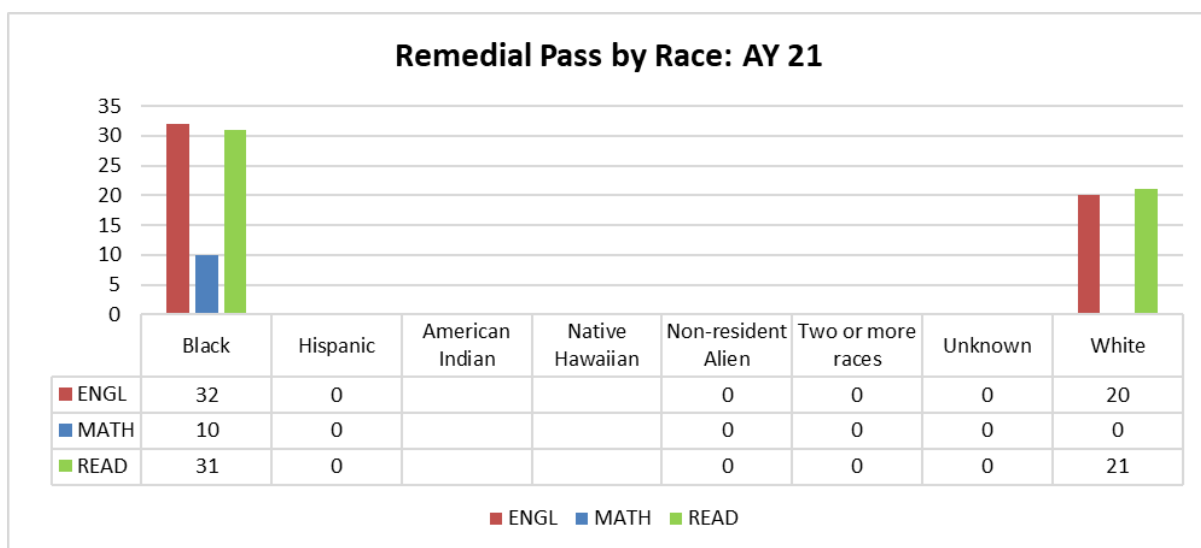 Remedial Pass by Race: AY 21
35
30
25
20
15
10
5
0
Black Hispanic American Indian Native Hawaiian Non-resident Alien Two or more races Unknown White
ENGL 32 0 0 0 0 20
MATH 10 0 0 0 0 0
READ 31 0 0 0 0 21
ENGL MATH READ